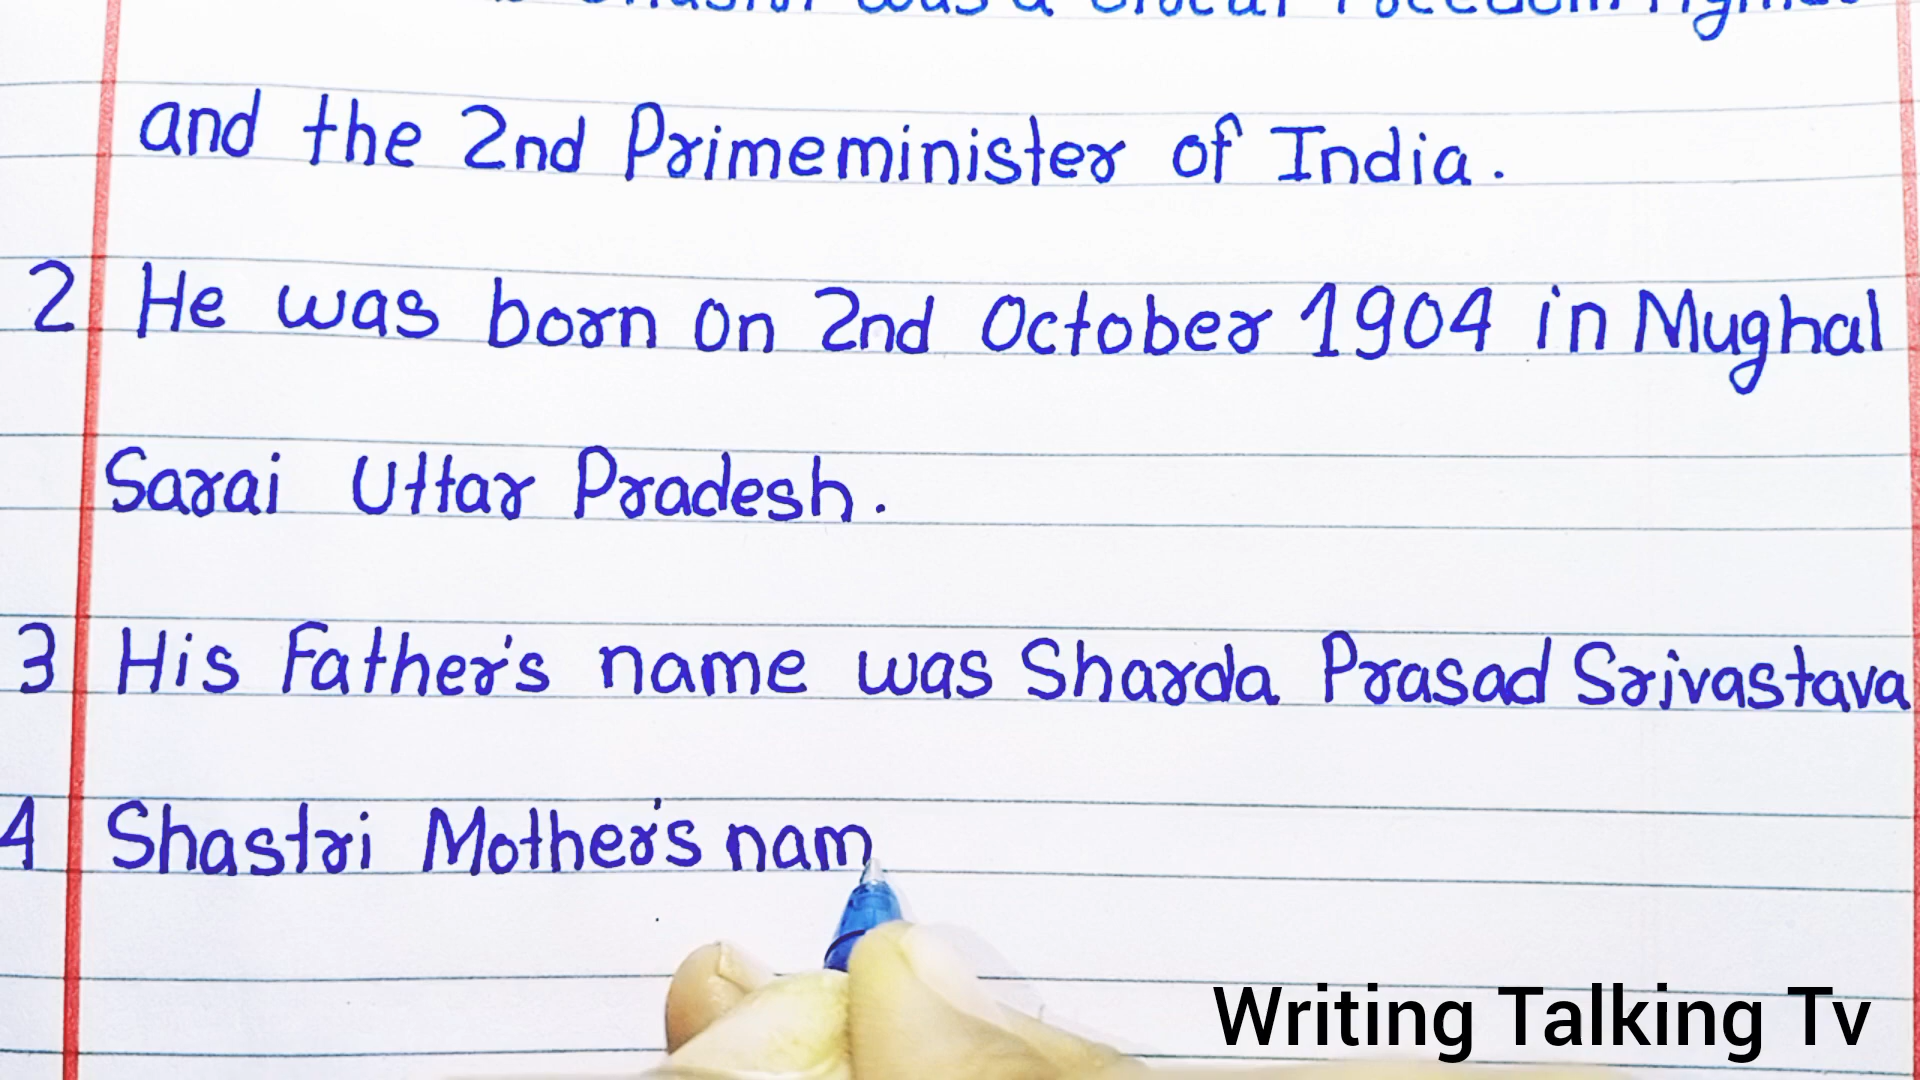 was a
and the 2nd Primeminister of India.
2 He was born on 2nd October 1904 in Mughal
Sarai Uttar Pradesh.
3 His Father's name was Sharda Prasad Srivastava
4 Shastri Mother's nam
Writing Talking Tv